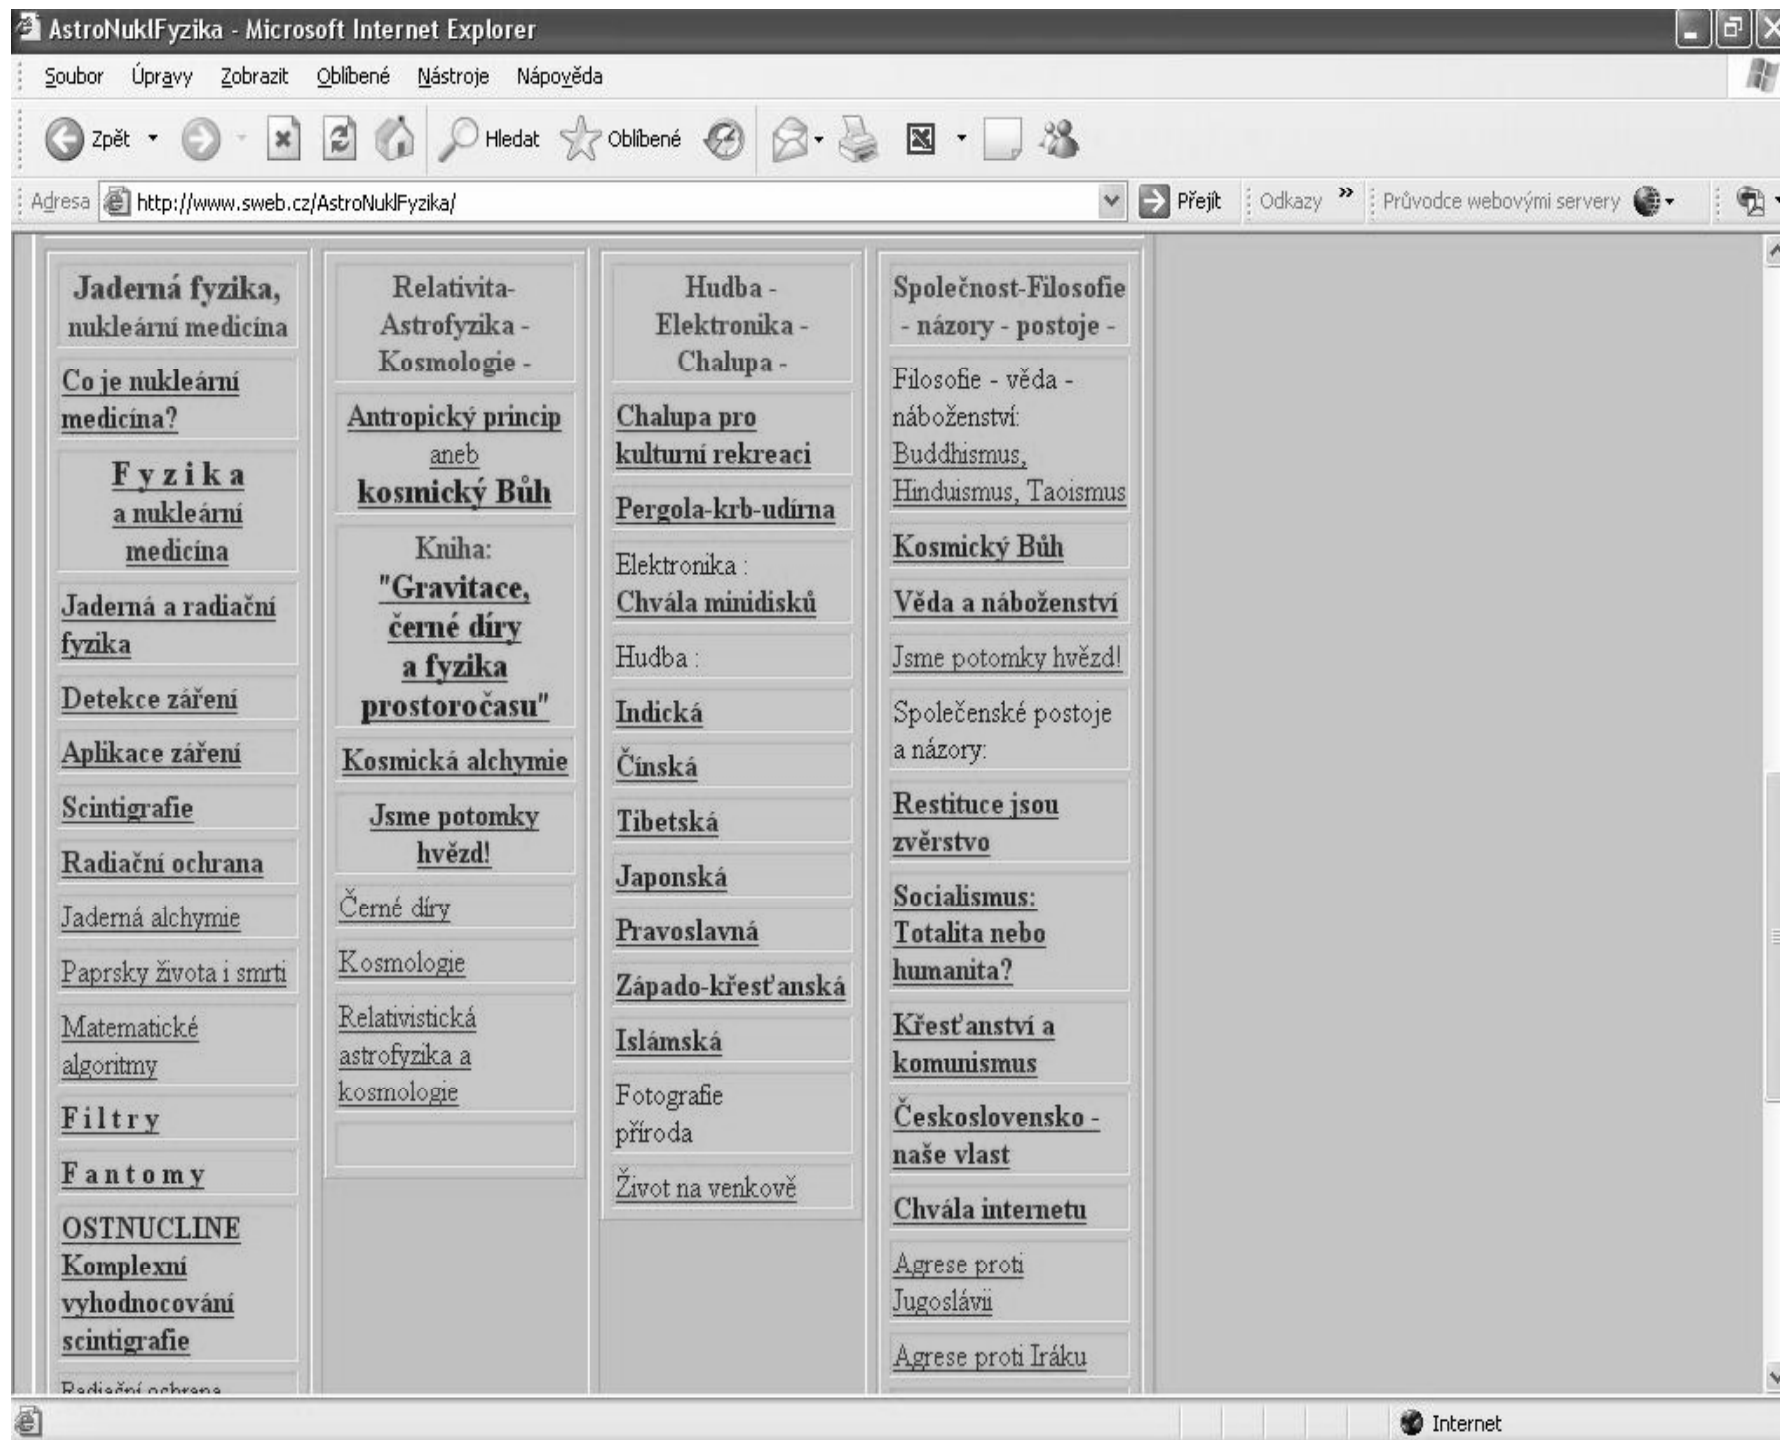 AstroNuklFyzika - Microsoft Internet Explorer
Soubor Úpravy Zobrazit Oblíbené Nástroje Nápověda
Zpět Hledat Oblíbené
Adresa http://www.sweb.cz/AstroNuklFyzika/ Přejít Odkazy » Průvodce webovými servery
Jaderná fyzika,
nukleární medicína
Co je nukleární
medicína?
F y z i k a
a nukleární
medicína
Jaderná a radiační
fyzika
Detekce záření
Aplikace záření
Scintigrafie
Radiační ochrana
Jaderná alchymie
Paprsky života i smrti
Matematické
algoritmy
F i l t r y
F a n t o m y
OSTNUCLINE
Komplexní
vyhodnocování
scintigrafie
Radiační ochrana
Relativita-
Astrofyzika -
Kosmologie -
Antropický princip
aneb
kosmický Bůh
Kniha:
"Gravitace,
černé díry
a fyzika
prostoročasu"
Kosmická alchymie
Jsme potomky
hvězd!
Černé díry
Kosmologie
Relativistická
astrofyzika a
kosmologie
Hudba -
Elektronika -
Chalupa -
Chalupa pro
kulturní rekreaci
Pergola-krb-udírna
Elektronika :
Chvála minidisků
Hudba :
Indická
Čínská
Tibetská
Japonská
Pravoslavná
Západo-křesťanská
Islámská
Fotografie
příroda
Život na venkově
Společnost-Filosofie
- názory - postoje -
Filosofie - věda -
náboženství:
Buddhismus,
Hinduismus, Taoismus
Kosmický Bůh
Věda a náboženství
Jsme potomky hvězd!
Společenské postoje
a názory:
Restituce jsou
zvěrstvo
Socialismus:
Totalita nebo
humanita?
Křesťanství a
komunismus
Československo -
naše vlast
Chvála internetu
Agrese proti
Jugoslávii
Agrese proti Iráku
Internet